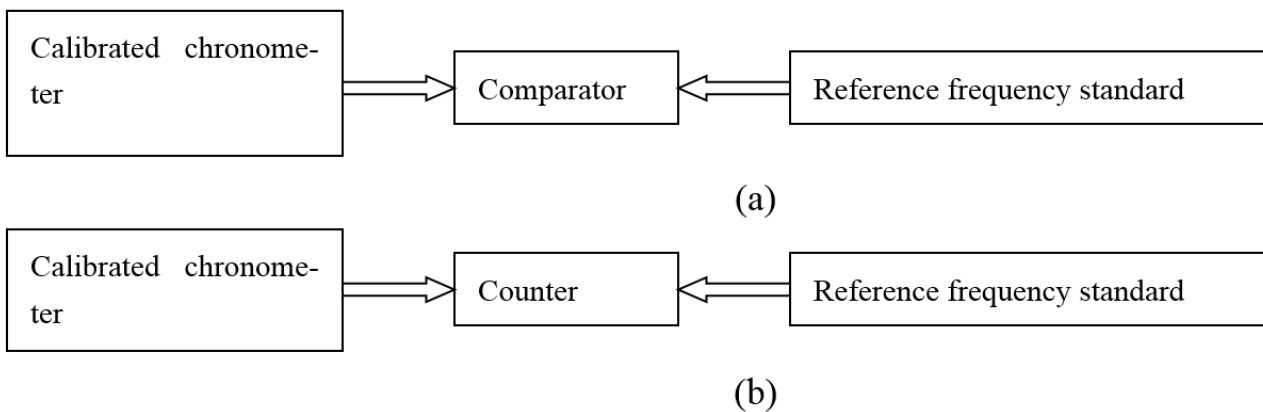 Calibrated chronome-
ter
Comparator
Reference frequency standard
(a)
Calibrated chronome-
ter
Counter
Reference frequency standard
(b)